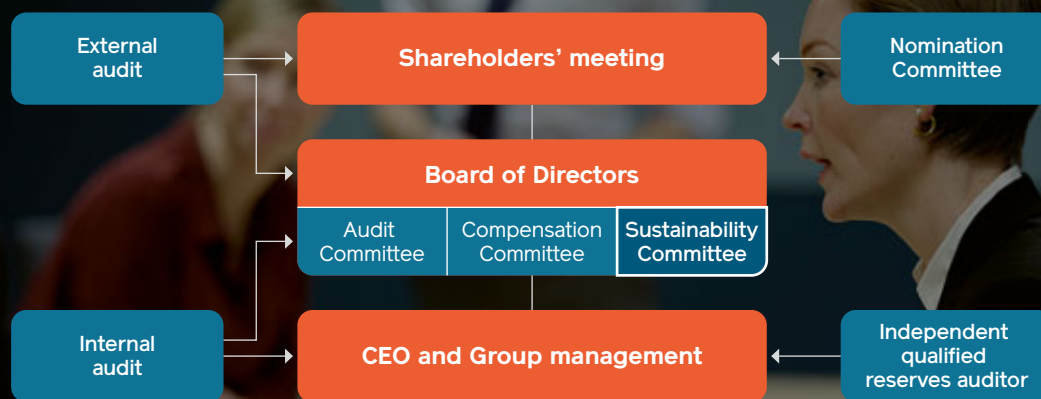 External
audit
Shareholders’ meeting
Nomination
Committee
Board of Directors
Audit
Committee
Compensation
Committee
Sustainability
Committee
Internal
audit
CEO and Group management
Independent
qualified
reserves auditor